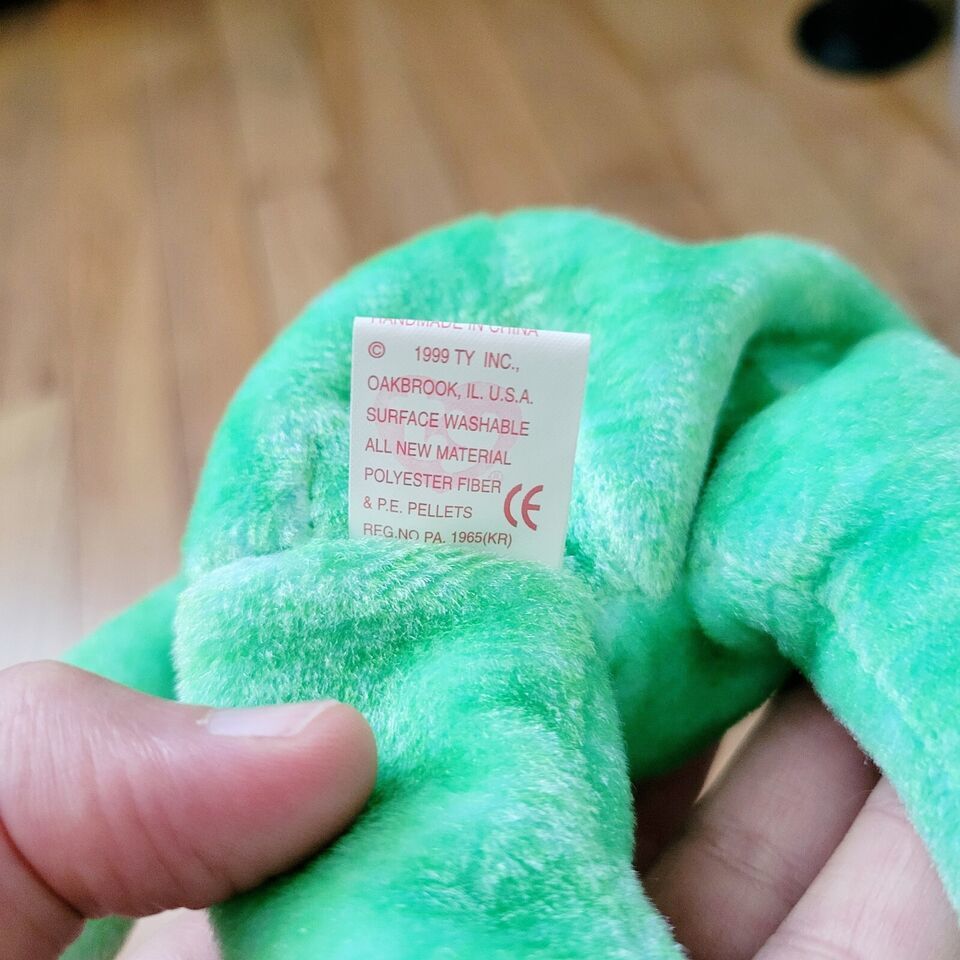 HANDMADE IN CHINA
© 1999 TY INC.,
OAKBROOK, IL. U.S.A.
SURFACE WASHABLE
ALL NEW MATERIAL
POLYESTER FIBER
& P.E. PELLETS CE
REG.NO PA. 1965(KR)